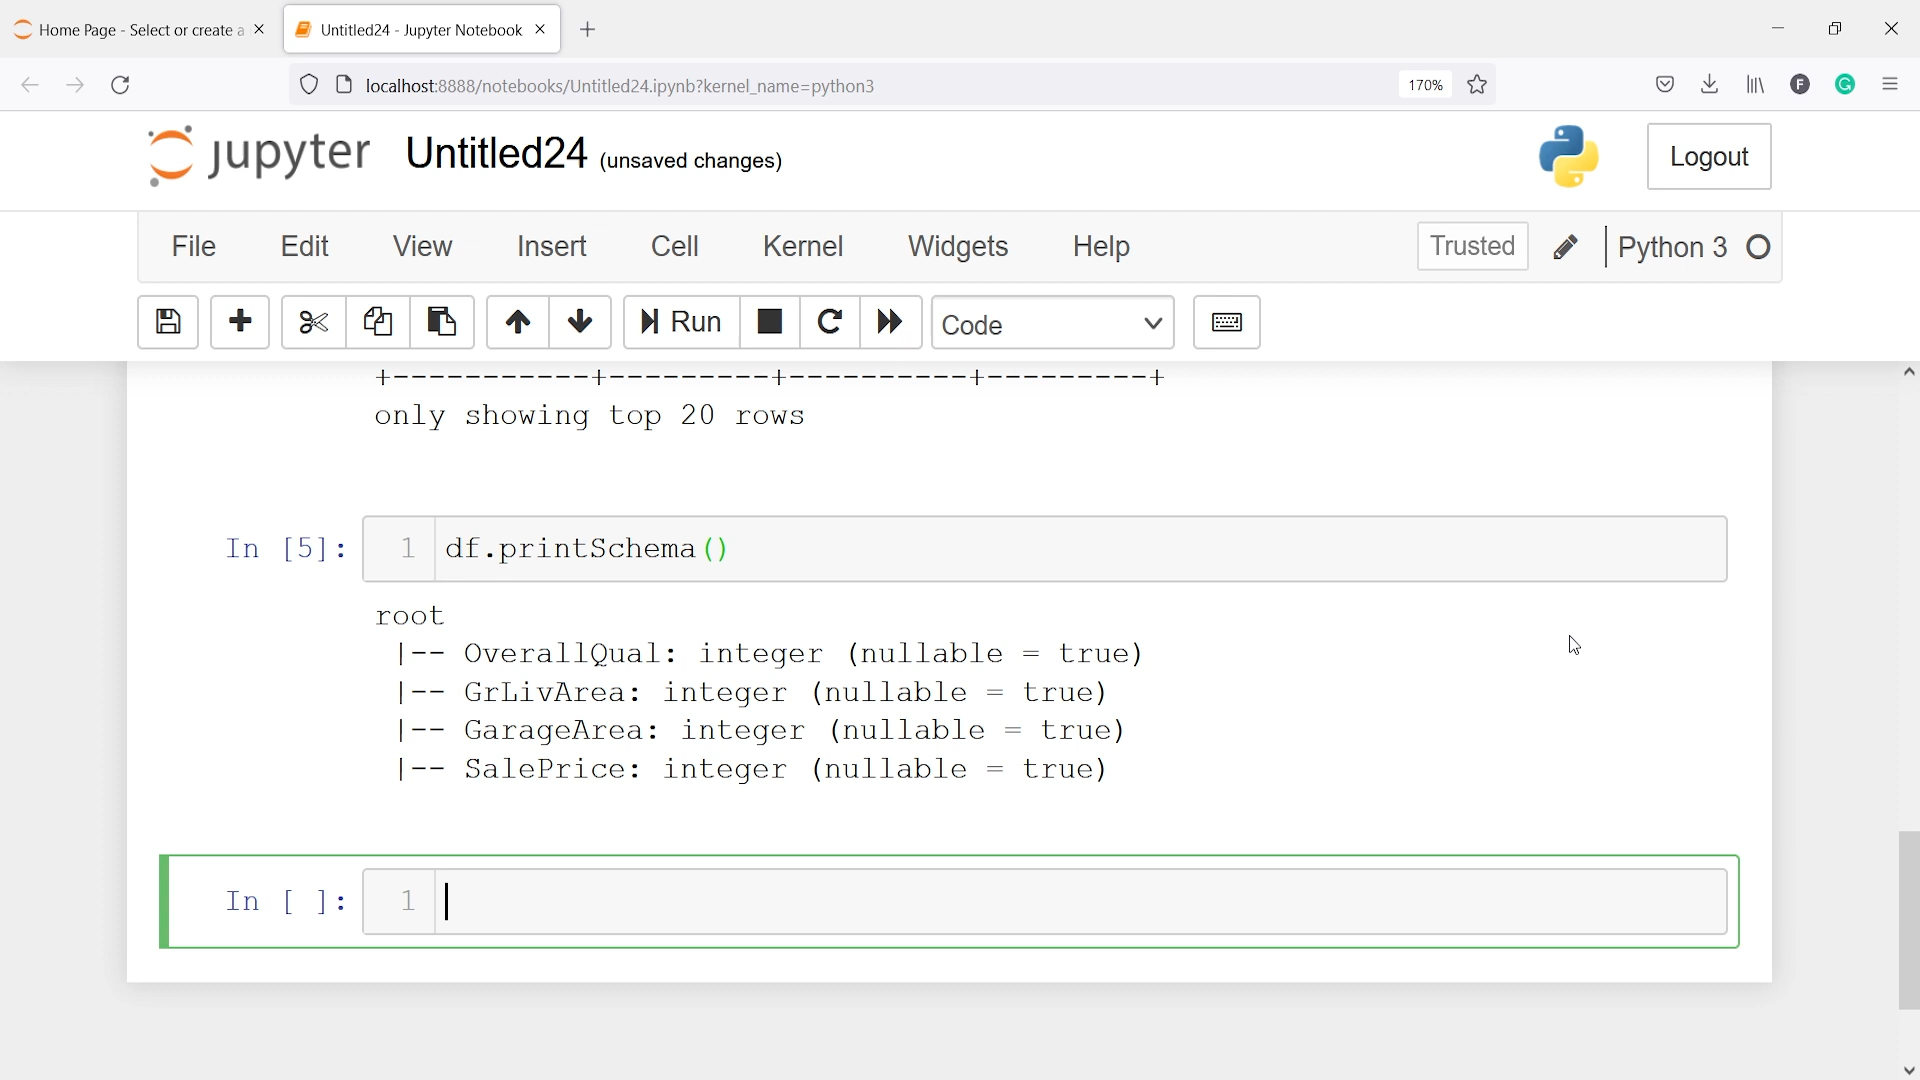 Home Page - Select or create a
Untitled24 - Jupyter Notebook
localhost:8888/notebooks/Untitled24.ipynb?kernel_name=python3
170%
F
G
jupyter Untitled24 (unsaved changes)
Logout
File Edit View Insert Cell Kernel Widgets Help
Trusted
Python 3
Run
Code
+-----------+---------+----------+---------+
only showing top 20 rows
In [5]: 1 df.printSchema()
root
|-- OverallQual: integer (nullable = true)
|-- GrLivArea: integer (nullable = true)
|-- GarageArea: integer (nullable = true)
|-- SalePrice: integer (nullable = true)
In [ ]: 1